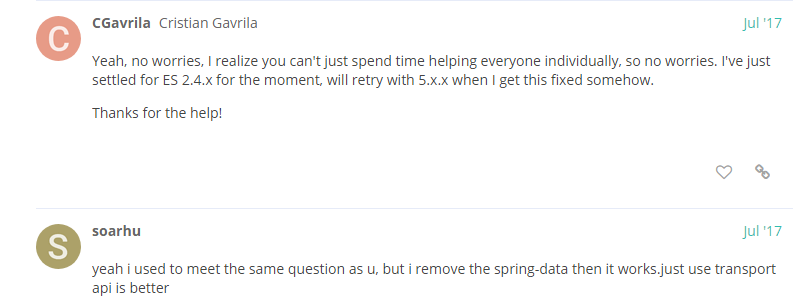 C
CGavrila Cristian Gavrila
Jul '17
Yeah, no worries, I realize you can't just spend time helping everyone individually, so no worries. I've just
settled for ES 2.4.x for the moment, will retry with 5.x.x when I get this fixed somehow.
Thanks for the help!
S
soarhu
Jul '17
yeah i used to meet the same question as u, but i remove the spring-data then it works.just use transport
api is better